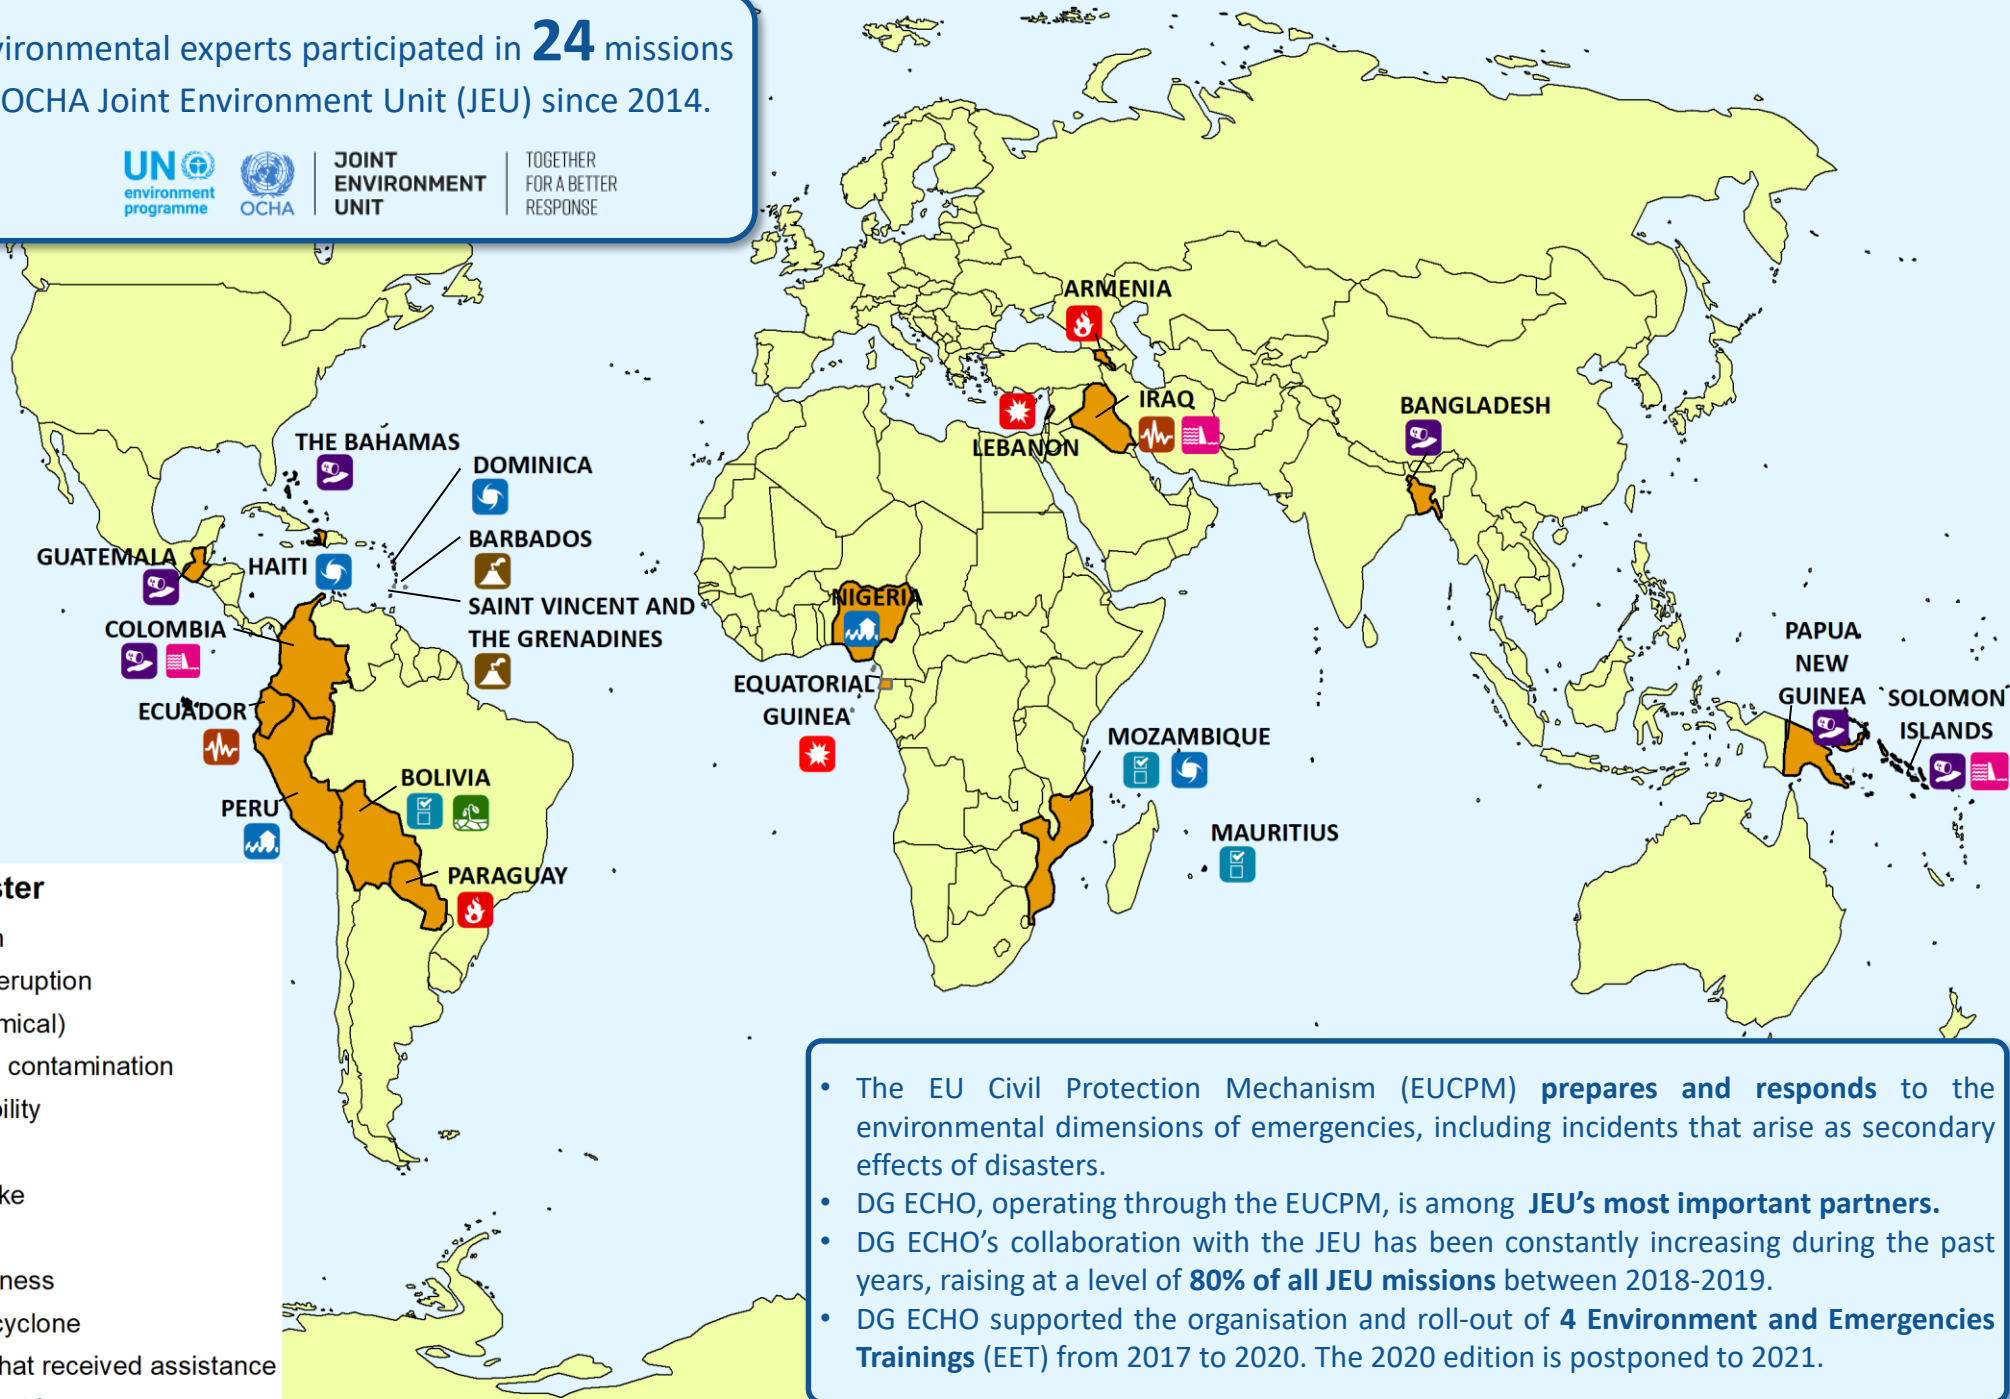 vironmental experts participated in 24 missions
OCHA Joint Environment Unit (JEU) since 2014.
UN
environment
programme
OCHA
JOINT
ENVIRONMENT
UNIT
TOGETHER
FOR A BETTER
RESPONSE
ARMENIA
IRAQ
LEBANON
BANGLADESH
THE BAHAMAS
DOMINICA
BARBADOS
GUATEMALA
HAITI
SAINT VINCENT AND
THE GRENADINES
COLOMBIA
NIGERIA
ECUADOR
EQUATORIAL
GUINEA
PAPUA
NEW
GUINEA
SOLOMON
ISLANDS
MOZAMBIQUE
BOLIVIA
PERU
MAURITIUS
PARAGUAY
ster
n
eruption
mical)
contamination
bility
ke
ness
cyclone
hat received assistance
• The EU Civil Protection Mechanism (EUCPM) prepares and responds to the
environmental dimensions of emergencies, including incidents that arise as secondary
effects of disasters.
• DG ECHO, operating through the EUCPM, is among JEU's most important partners.
• DG ECHO's collaboration with the JEU has been constantly increasing during the past
years, raising at a level of 80% of all JEU missions between 2018-2019.
• DG ECHO supported the organisation and roll-out of 4 Environment and Emergencies
Trainings (EET) from 2017 to 2020. The 2020 edition is postponed to 2021.